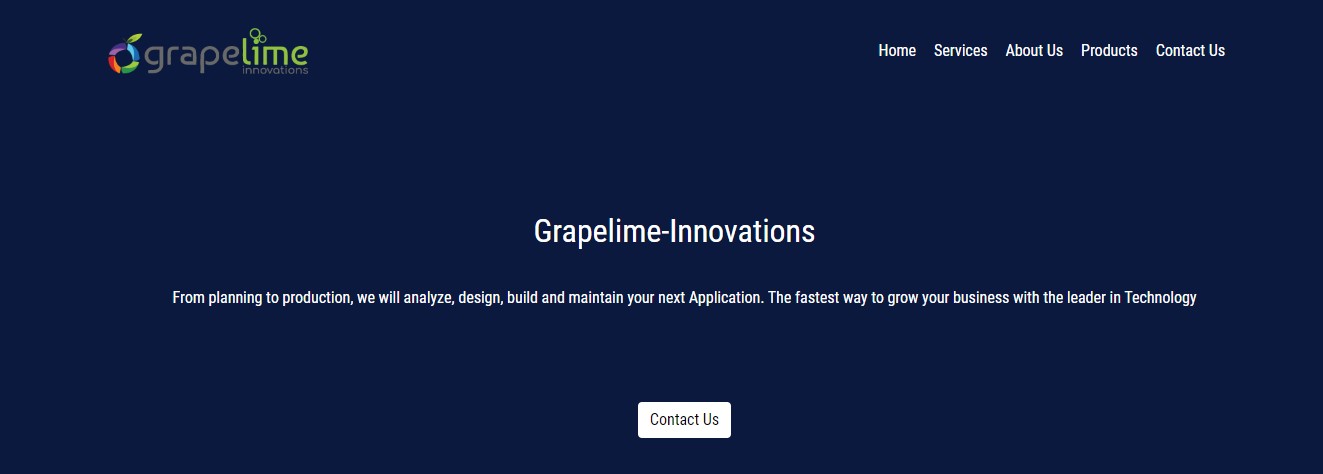 grapelime
innovations
Home Services About Us Products Contact Us
Grapelime-Innovations
From planning to production, we will analyze, design, build and maintain your next Application. The fastest way to grow your business with the leader in Technology
Contact Us